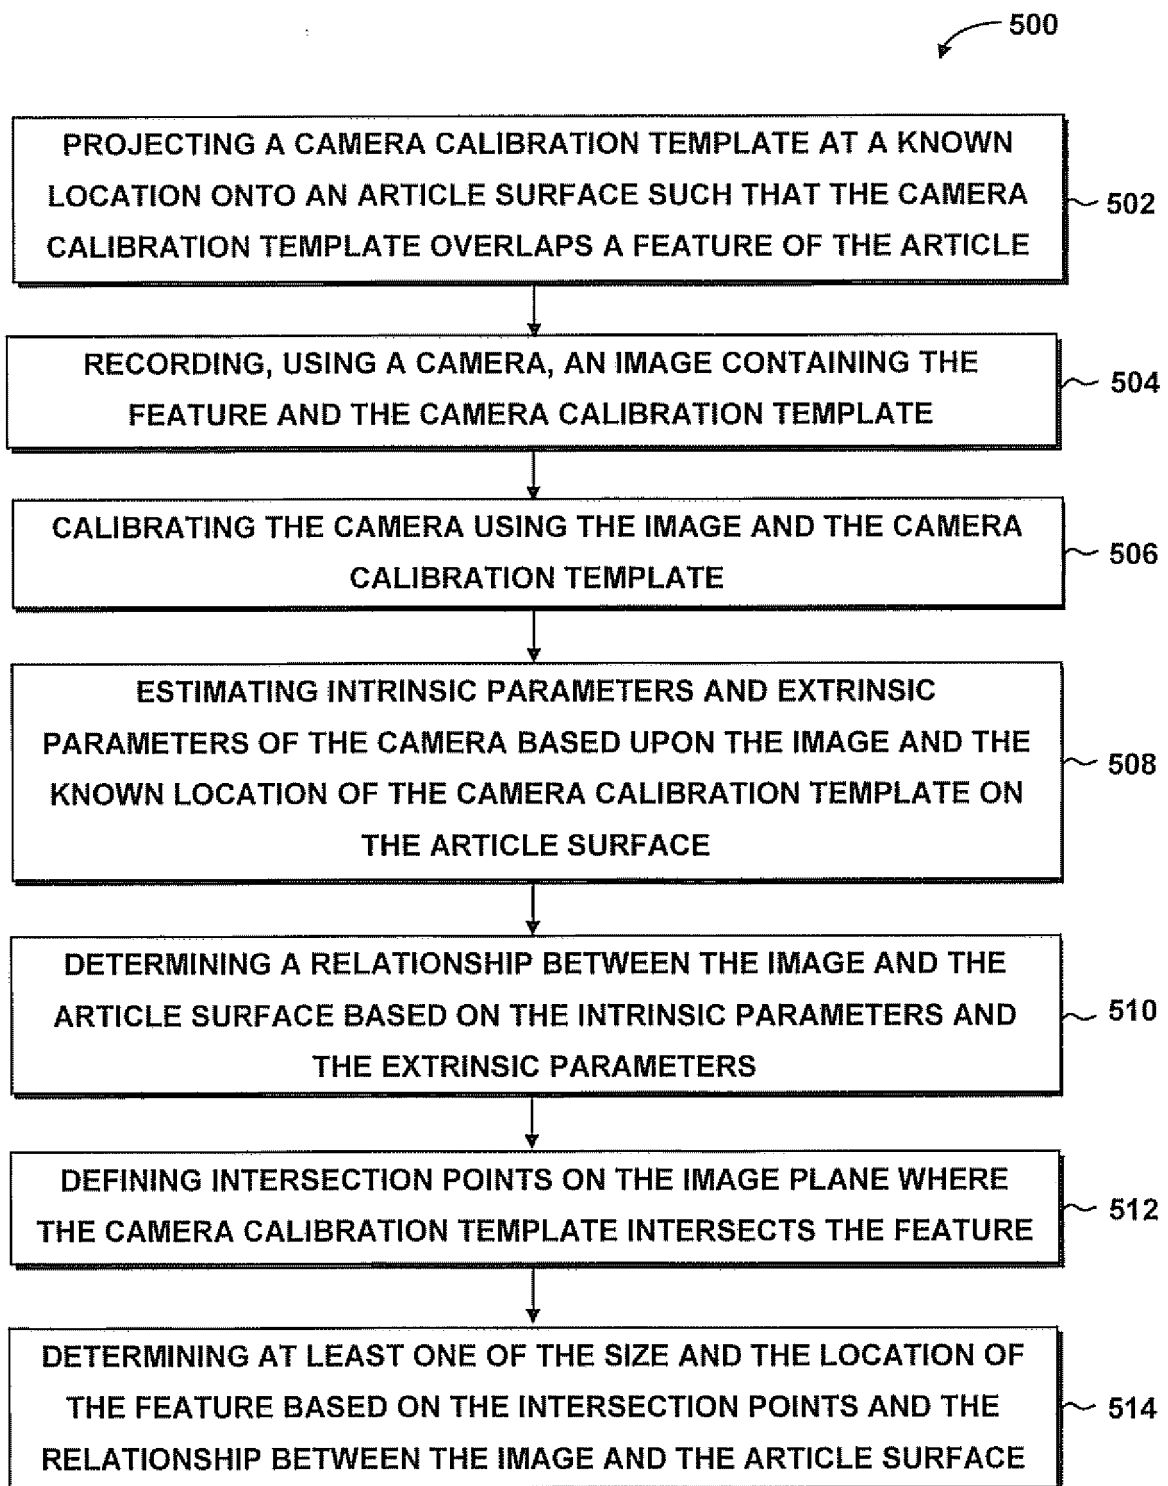 500
PROJECTING A CAMERA CALIBRATION TEMPLATE AT A KNOWN
LOCATION ONTO AN ARTICLE SURFACE SUCH THAT THE CAMERA
CALIBRATION TEMPLATE OVERLAPS A FEATURE OF THE ARTICLE
502
RECORDING, USING A CAMERA, AN IMAGE CONTAINING THE
FEATURE AND THE CAMERA CALIBRATION TEMPLATE
504
CALIBRATING THE CAMERA USING THE IMAGE AND THE CAMERA
CALIBRATION TEMPLATE
506
ESTIMATING INTRINSIC PARAMETERS AND EXTRINSIC
PARAMETERS OF THE CAMERA BASED UPON THE IMAGE AND THE
KNOWN LOCATION OF THE CAMERA CALIBRATION TEMPLATE ON
THE ARTICLE SURFACE
508
DETERMINING A RELATIONSHIP BETWEEN THE IMAGE AND THE
ARTICLE SURFACE BASED ON THE INTRINSIC PARAMETERS AND
THE EXTRINSIC PARAMETERS
510
DEFINING INTERSECTION POINTS ON THE IMAGE PLANE WHERE
THE CAMERA CALIBRATION TEMPLATE INTERSECTS THE FEATURE
512
DETERMINING AT LEAST ONE OF THE SIZE AND THE LOCATION OF
THE FEATURE BASED ON THE INTERSECTION POINTS AND THE
RELATIONSHIP BETWEEN THE IMAGE AND THE ARTICLE SURFACE
514